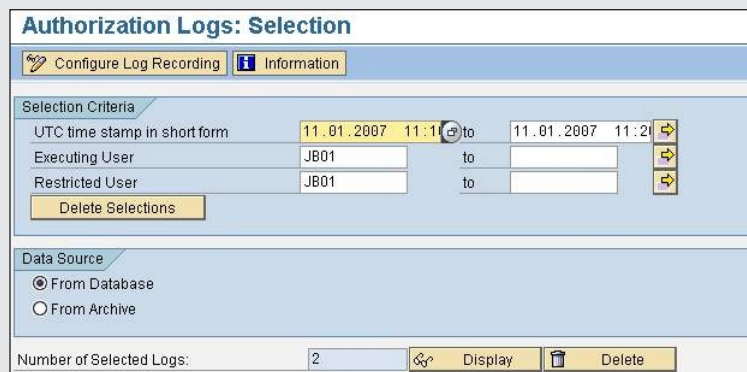 Authorization Logs: Selection
Configure Log Recording Information
Selection Criteria
UTC time stamp in short form 11.01.2007 to 11.01.2007
Executing User JB01 to
Restricted User JB01 to
Delete Selections
Data Source
From Database
From Archive
Number of Selected Logs: 2 Display Delete